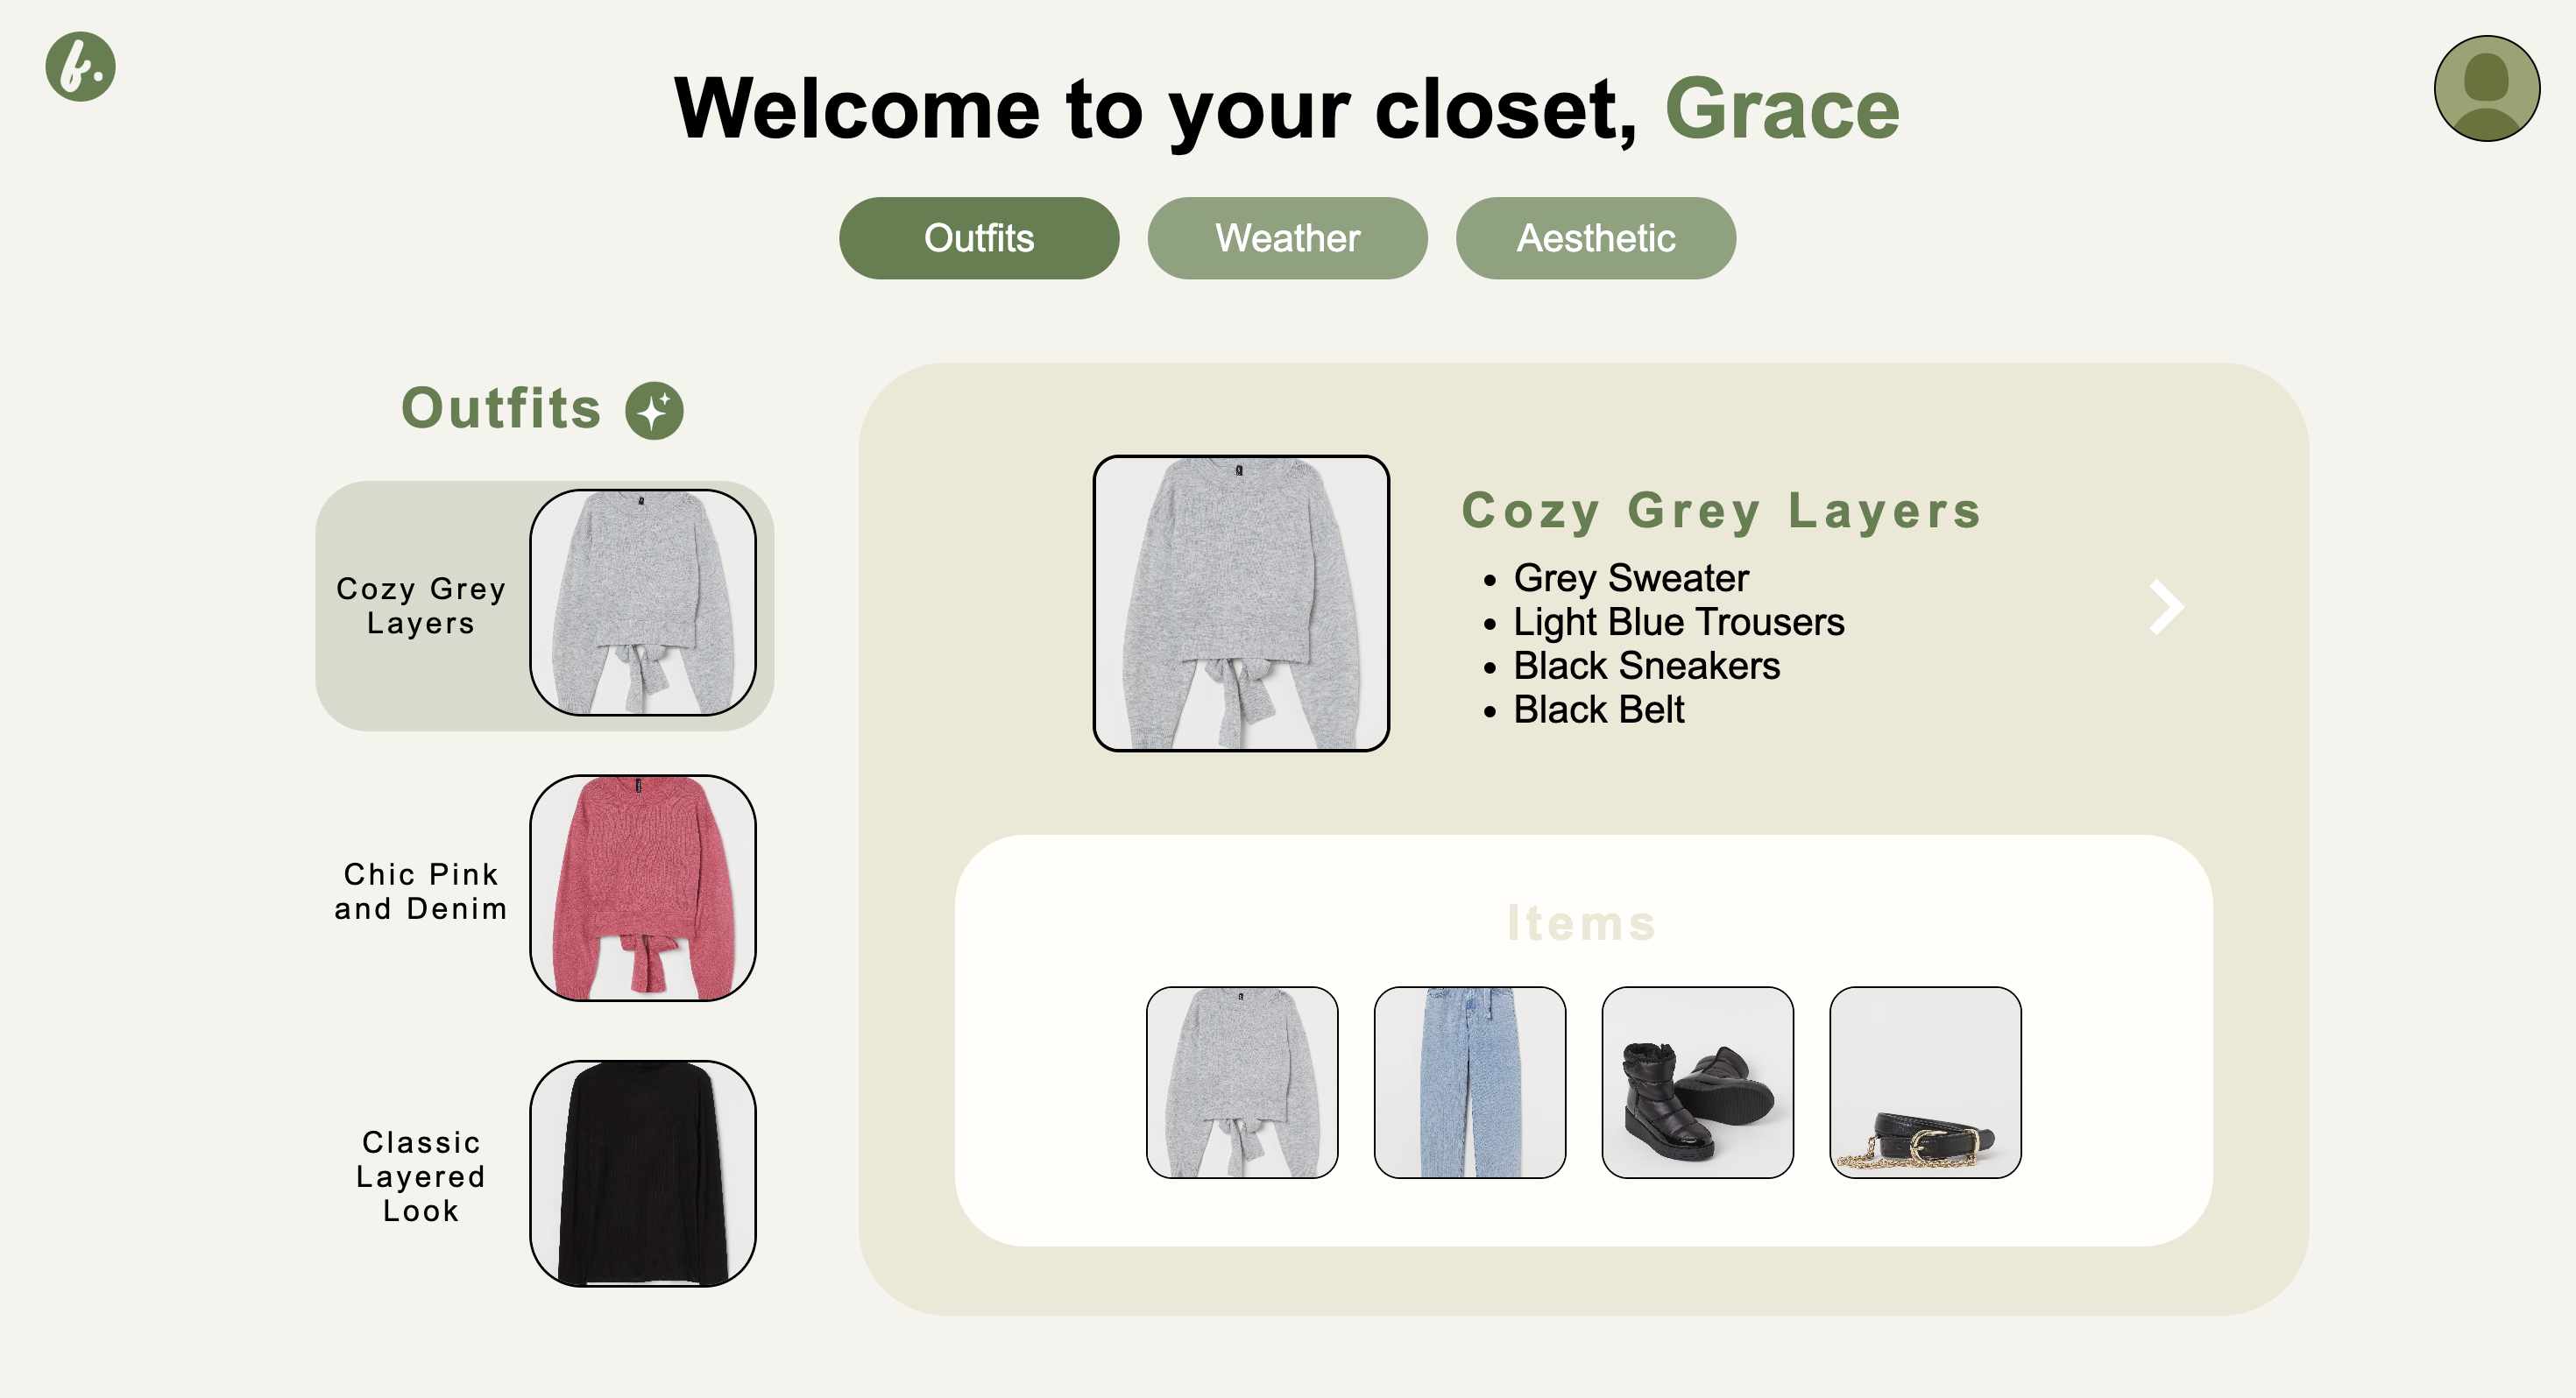 f.
Welcome to your closet, Grace
Outfits
Weather
Aesthetic
Outfits
Cozy Grey
Layers
Chic Pink
and Denim
Classic
Layered
Look
Cozy Grey Layers
• Grey Sweater
• Light Blue Trousers
• Black Sneakers
• Black Belt
Items